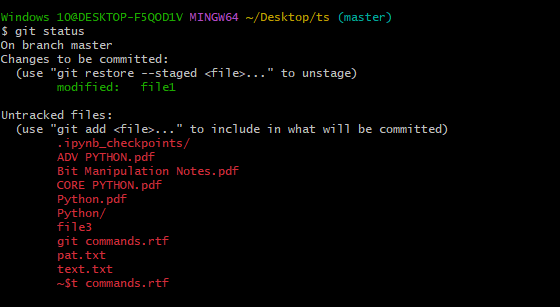 Windows 10@DESKTOP-F5QOD1V MINGW64 ~/Desktop/ts (master)
$ git status
On branch master
Changes to be committed:
  (use "git restore --staged <file>..." to unstage)
        modified:   file1

Untracked files:
  (use "git add <file>..." to include in what will be committed)
        .ipynb_checkpoints/
        ADV PYTHON.pdf
        Bit Manipulation Notes.pdf
        CORE PYTHON.pdf
        Python.pdf
        Python/
        file3
        git commands.rtf
        pat.txt
        text.txt
        ~$t commands.rtf